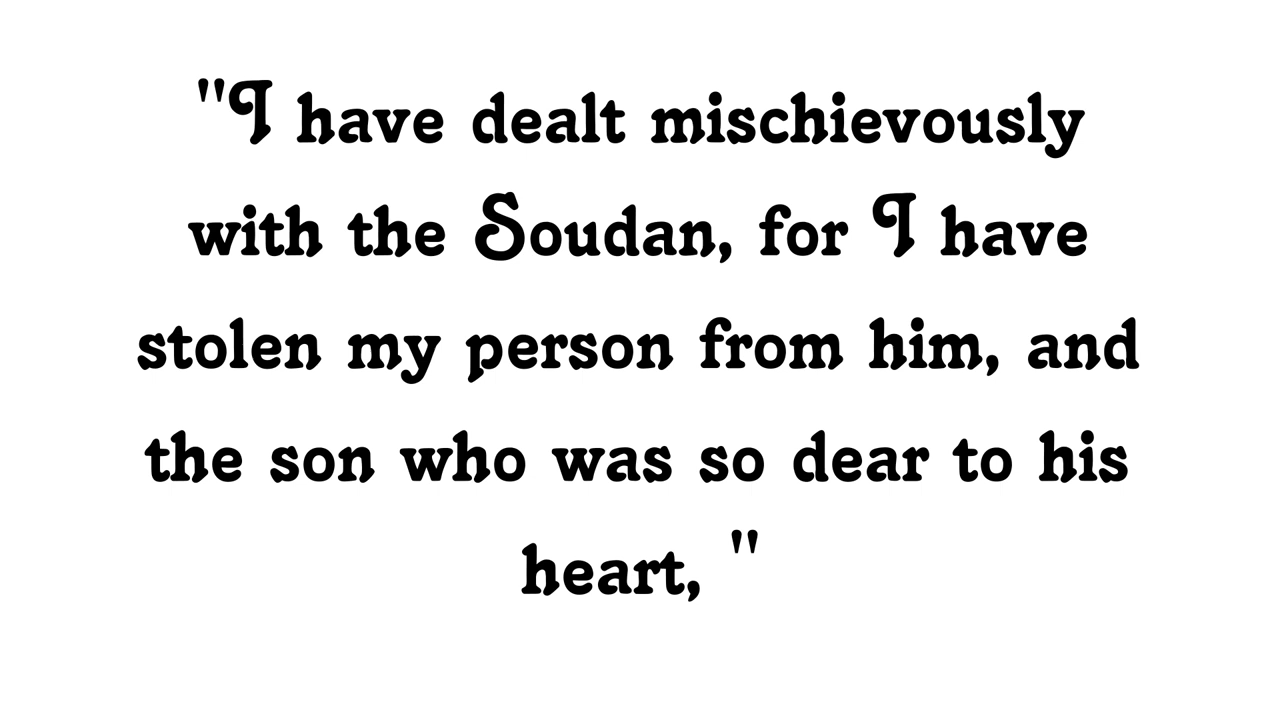 "I have dealt mischievously
with the Soudan, for I have
stolen my person from him, and
the son who was so dear to his
heart, "